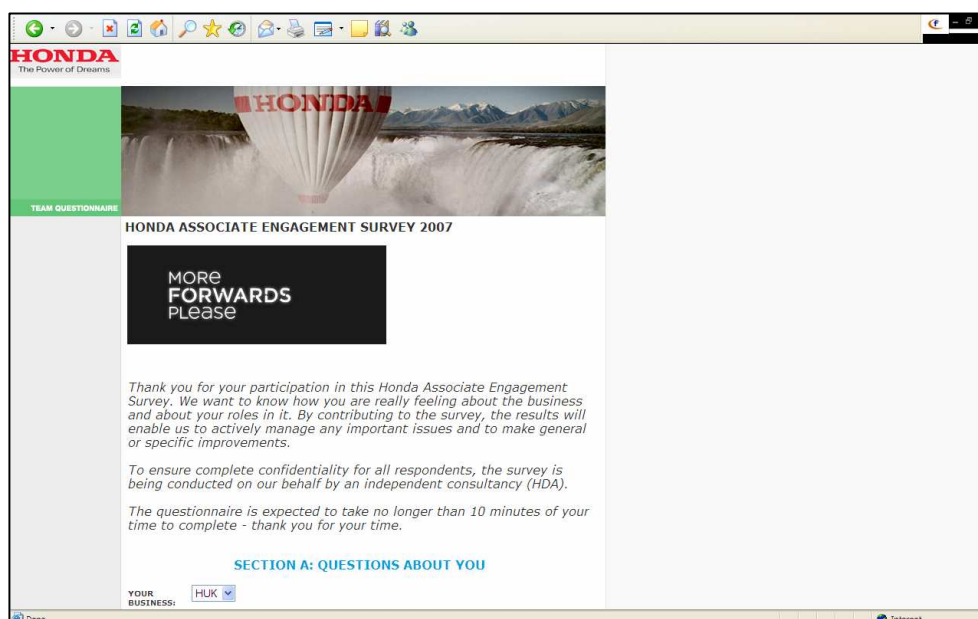 HONDA
The Power of Dreams
HONDA
TEAM QUESTIONNAIRE
HONDA ASSOCIATE ENGAGEMENT SURVEY 2007
MORE
FORWARDS
PLEASE
Thank you for your participation in this Honda Associate Engagement
Survey. We want to know how you are really feeling about the business
and about your roles in it. By contributing to the survey, the results will
enable us to actively manage any important issues and to make general
or specific improvements.
To ensure complete confidentiality for all respondents, the survey is
being conducted on our behalf by an independent consultancy (HDA).
The questionnaire is expected to take no longer than 10 minutes of your
time to complete - thank you for your time.
SECTION A: QUESTIONS ABOUT YOU
YOUR
BUSINESS:
HUK
Done
Internet